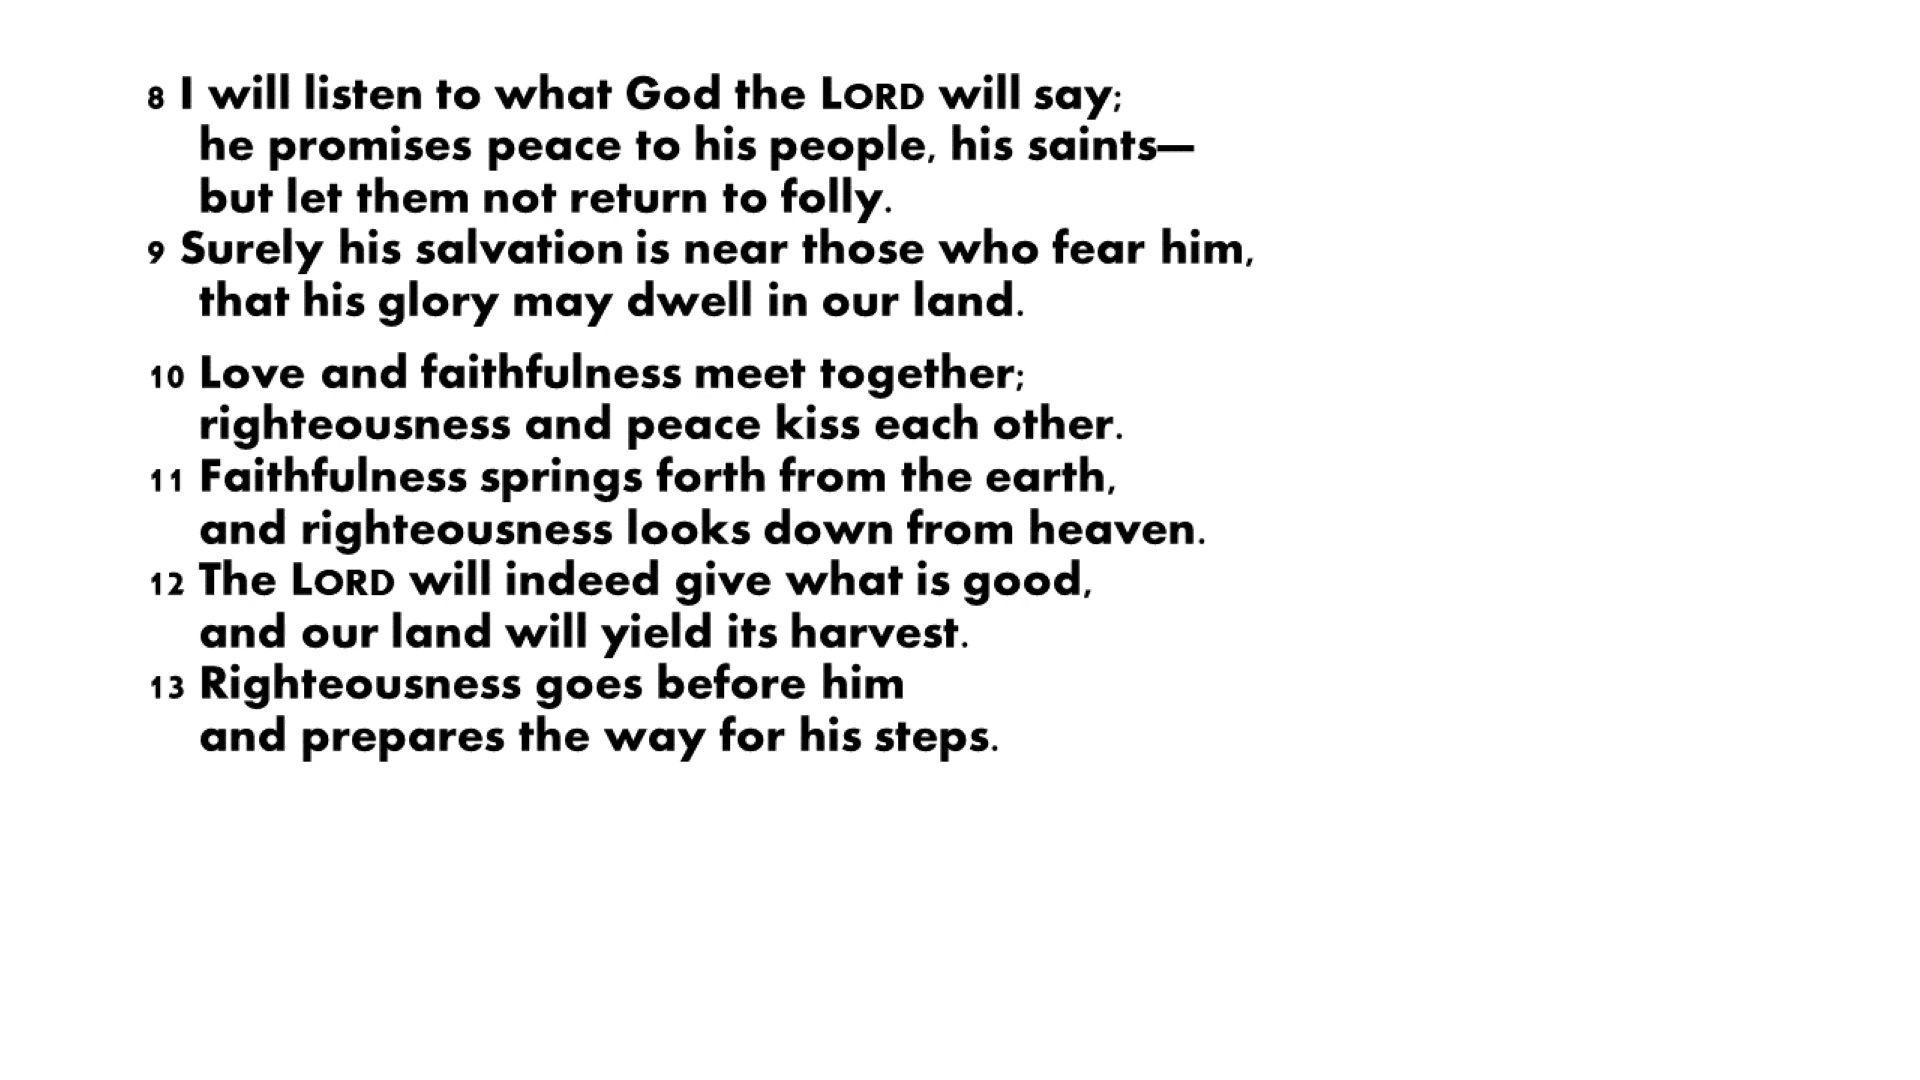 8 I will listen to what God the LORD will say;
he promises peace to his people, his saints—
but let them not return to folly.
9 Surely his salvation is near those who fear him,
that his glory may dwell in our land.
10 Love and faithfulness meet together;
righteousness and peace kiss each other.
11 Faithfulness springs forth from the earth,
and righteousness looks down from heaven.
12 The LORD will indeed give what is good,
and our land will yield its harvest.
13 Righteousness goes before him
and prepares the way for his steps.